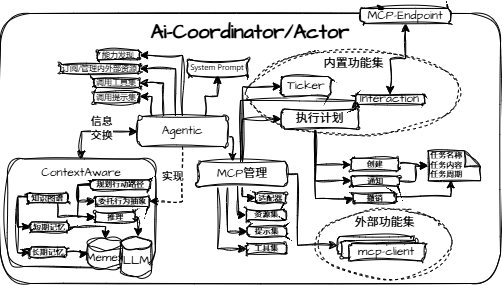 MCP-Endpoint
Ai-Coordinator/Actor
能力发现
订阅/管理内外部资源
调用工具集
调用提示集
System Prompt
内置功能集
Ticker
Interaction
执行计划
信息
交换
Agentic
ContextAware
规划行动路径
知识图谱
委托行为抽象
推理
短期记忆
长期记忆
Memex
LLM
实现
MCP管理
适配器
资源集
提示集
工具集
创建
通知
撤销
任务名称
任务内容
任务周期
外部功能集
mcp-client